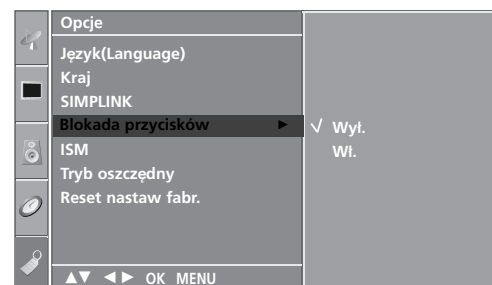 Opcje
Język(Language)
Kraj
SIMPLINK
Blokada przycisków ► √ Wył.
ISM Wł.
Tryb oszczędny
Reset nastaw fabr.
▲▼ ◄► OK MENU